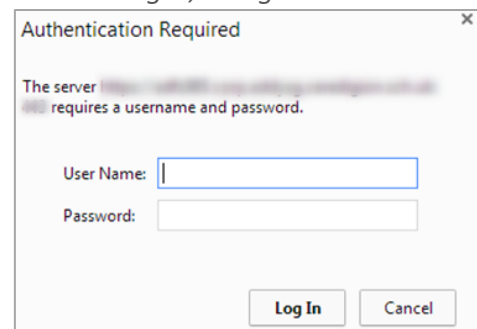 Authentication Required
×
The server
requires a username and password.
User Name:
Password:
Log In
Cancel